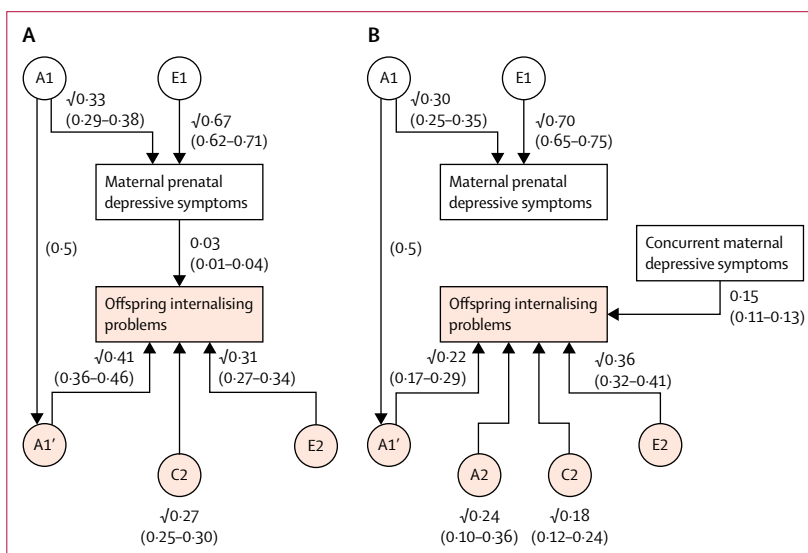 A
A1
E1
√0·33
(0·29–0·38)
√0·67
(0·62–0·71)
Maternal prenatal
depressive symptoms
(0·5)
0·03
(0·01–0·04)
Offspring internalising
problems
√0·41
(0·36–0·46)
√0·31
(0·27–0·34)
A1′
C2
E2
√0·27
(0·25–0·30)
B
A1
E1
√0·30
(0·25–0·35)
√0·70
(0·65–0·75)
Maternal prenatal
depressive symptoms
(0·5)
Concurrent maternal
depressive symptoms
0·15
(0·11–0·13)
Offspring internalising
problems
√0·22
(0·17–0·29)
√0·36
(0·32–0·41)
A1′
A2
C2
E2
√0·24
(0·10–0·36)
√0·18
(0·12–0·24)